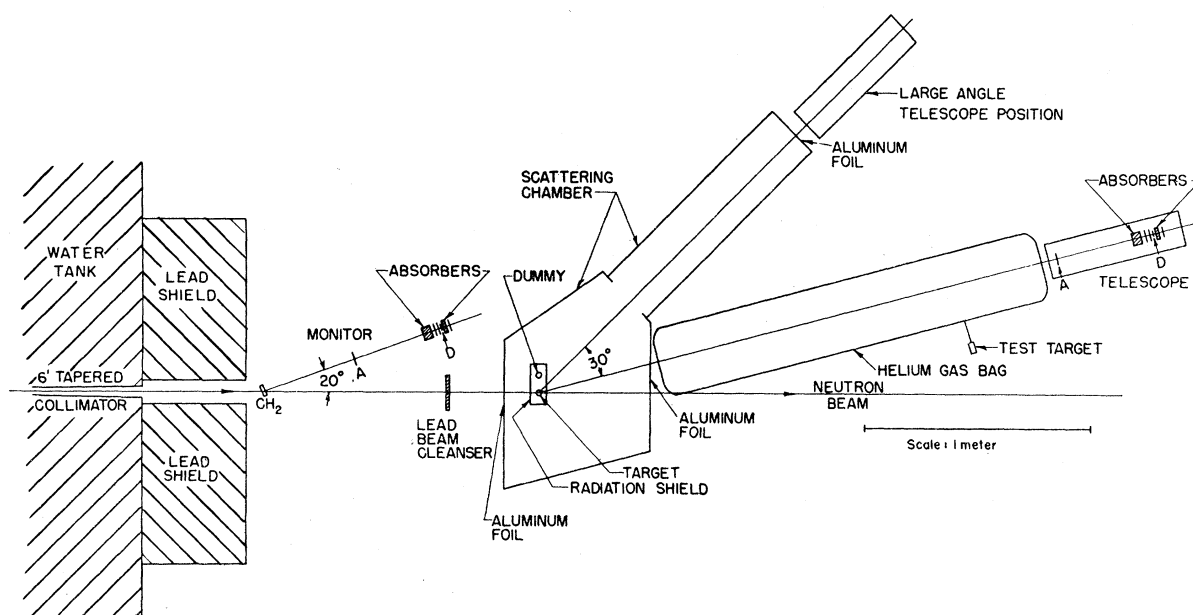 LARGE ANGLE
TELESCOPE POSITION
ALUMINUM
FOIL
SCATTERING
CHAMBER
ABSORBERS
WATER
TANK
LEAD
SHIELD
ABSORBERS
DUMMY
D
TELESCOPE
A
MONITOR
D
A
20°
30°
TEST TARGET
HELIUM GAS BAG
6' TAPERED
COLLIMATOR
CH2
NEUTRON
BEAM
LEAD
BEAM
CLEANSER
ALUMINUM
FOIL
Scale: 1 meter
LEAD
SHIELD
TARGET
RADIATION SHIELD
ALUMINUM
FOIL